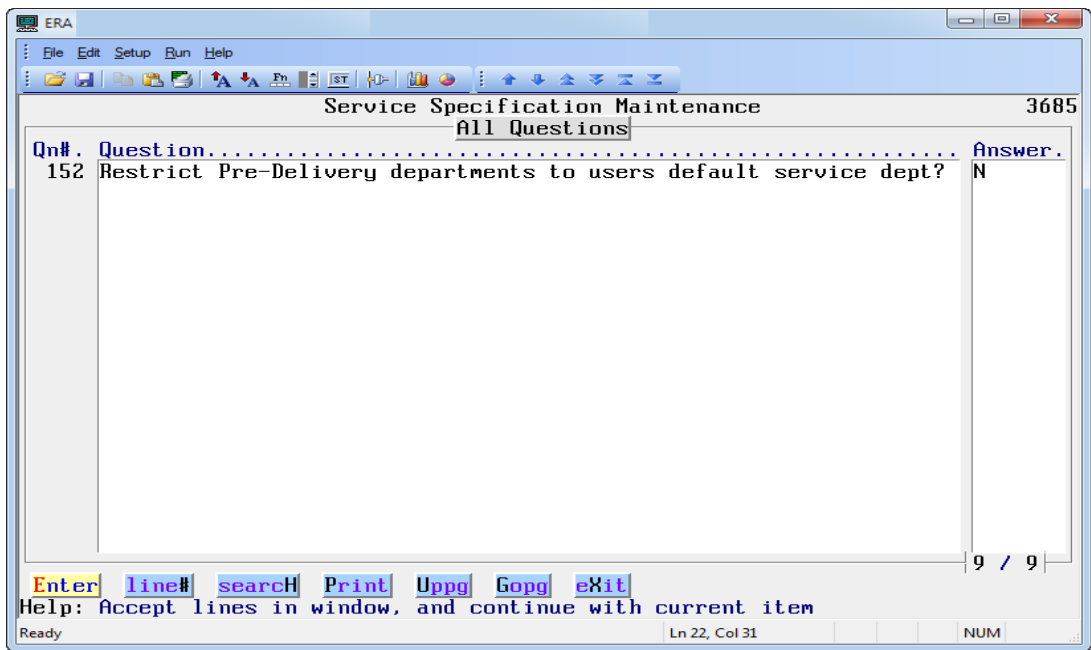 ERA
File Edit Setup Run Help
Fn ST
Service Specification Maintenance 3685
All Questions
Qn#. Question......................................................... Answer.
152 Restrict Pre-Delivery departments to users default service dept? N
9 / 9
Enter line# searcH Print Uppg Gopg eXit
Help: Accept lines in window, and continue with current item
Ready Ln 22, Col 31 NUM